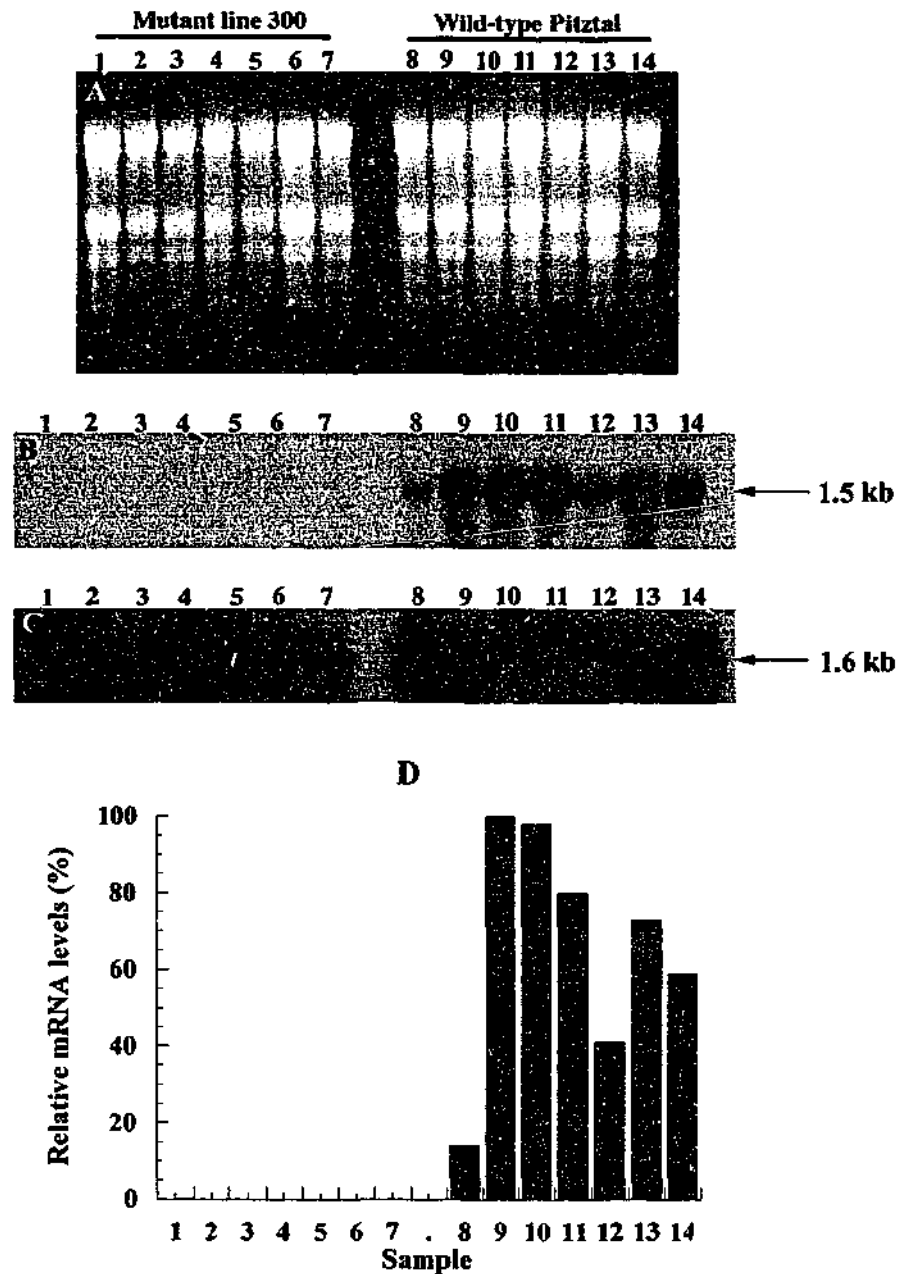 Mutant line 300 Wild-type Pitztal
1 2 3 4 5 6 7 8 9 10 11 12 13 14
A
1 2 3 4 5 6 7 8 9 10 11 12 13 14
B
1.5 kb
1 2 3 4 5 6 7 8 9 10 11 12 13 14
C
1.6 kb
D
Relative mRNA levels (%)
100
80
60
40
20
0
1 2 3 4 5 6 7 . 8 9 10 11 12 13 14
Sample